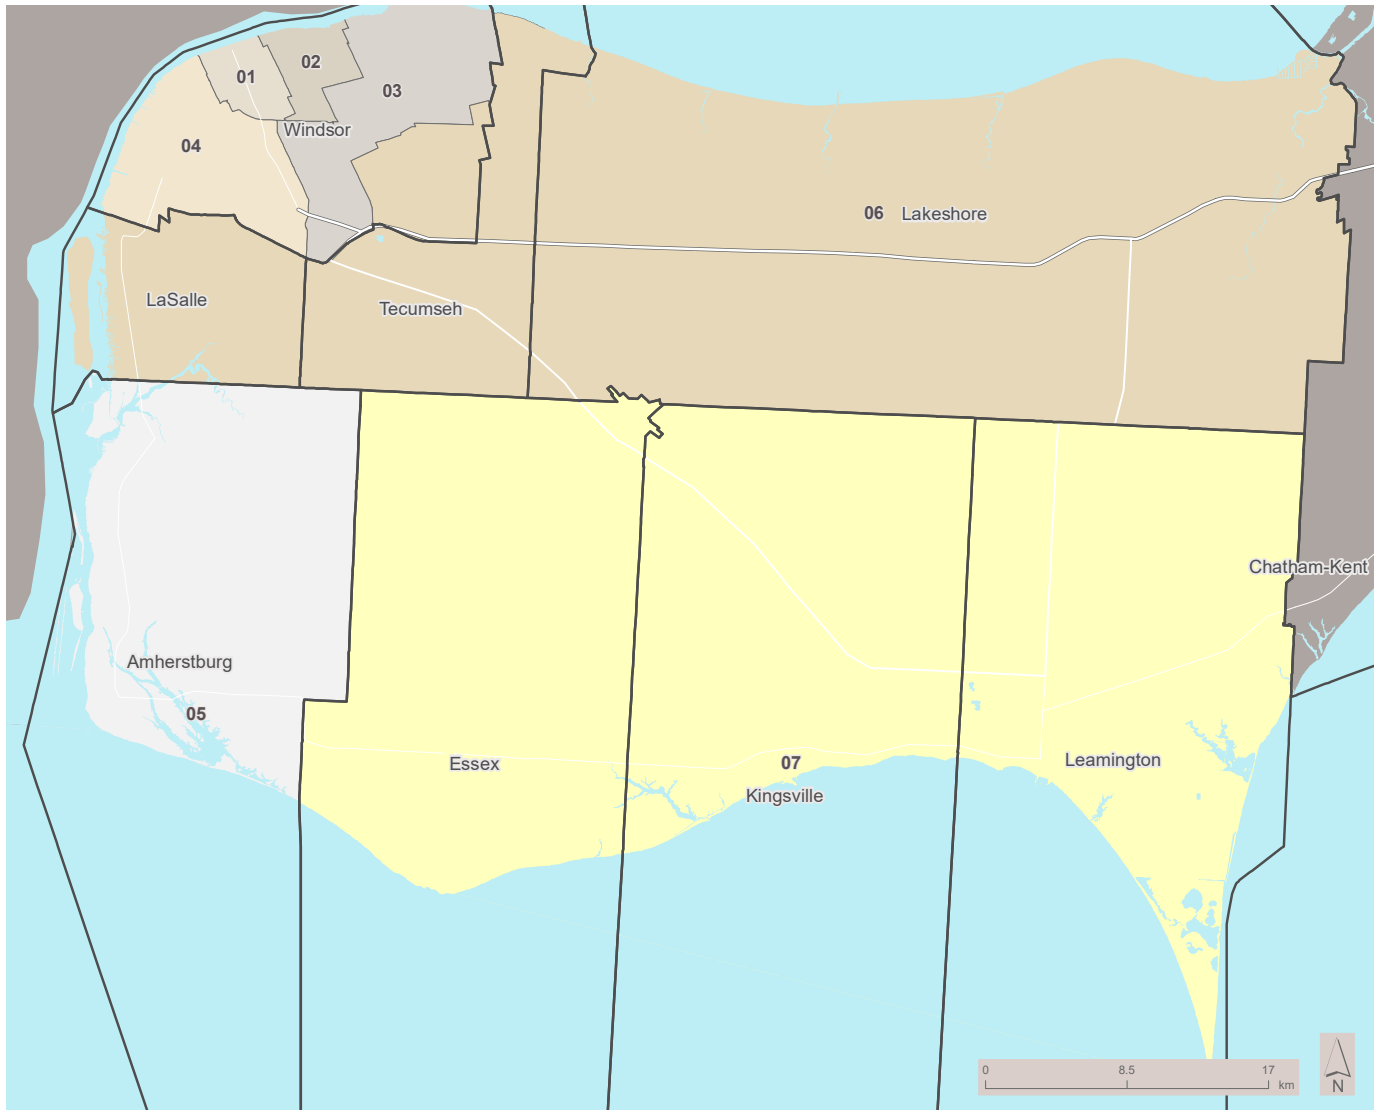 01
02
03
Windsor
04
06 Lakeshore
LaSalle
Tecumseh
Chatham-Kent
Amherstburg
05
Essex
07
Leamington
Kingsville
0 8.5 17
km
N